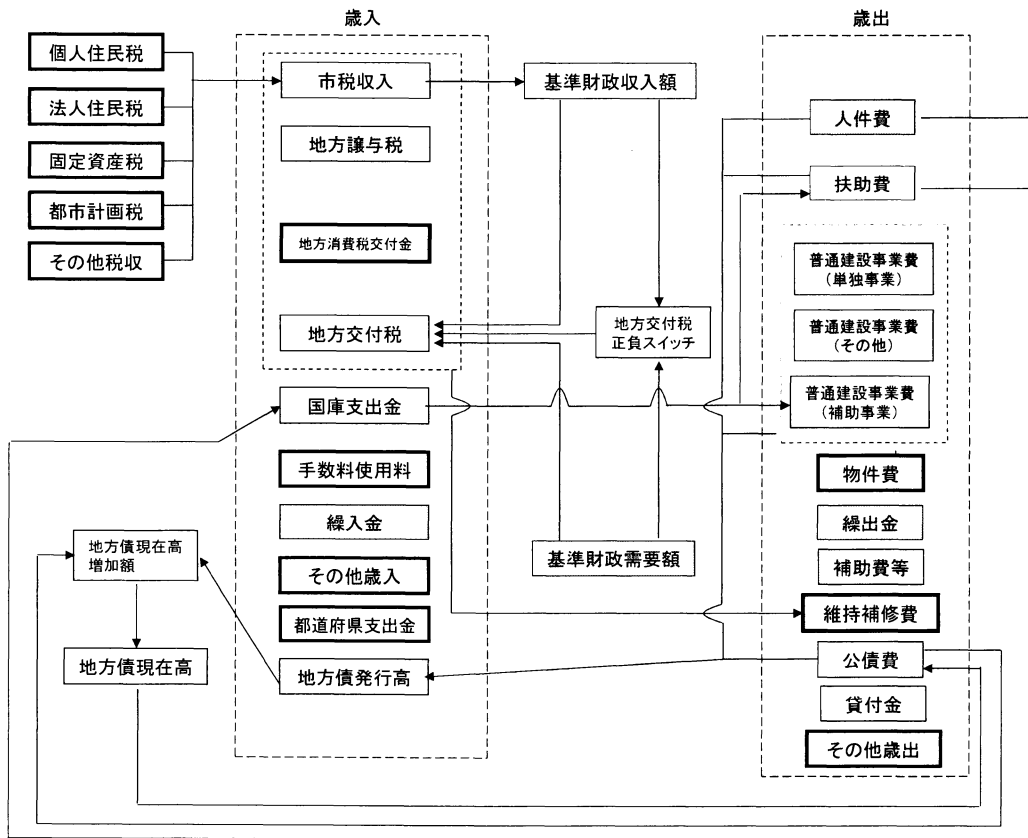 歳入
歳出
個人住民税
法人住民税
固定資産税
都市計画税
その他税収
市税収入
地方譲与税
地方消費税交付金
地方交付税
国庫支出金
手数料使用料
繰入金
その他歳入
都道府県支出金
地方債発行高
地方債現在高
増加額
地方債現在高
基準財政収入額
地方交付税
正負スイッチ
基準財政需要額
人件費
扶助費
普通建設事業費
(単独事業)
普通建設事業費
(その他)
普通建設事業費
(補助事業)
物件費
繰出金
補助費等
維持補修費
公債費
貸付金
その他歳出